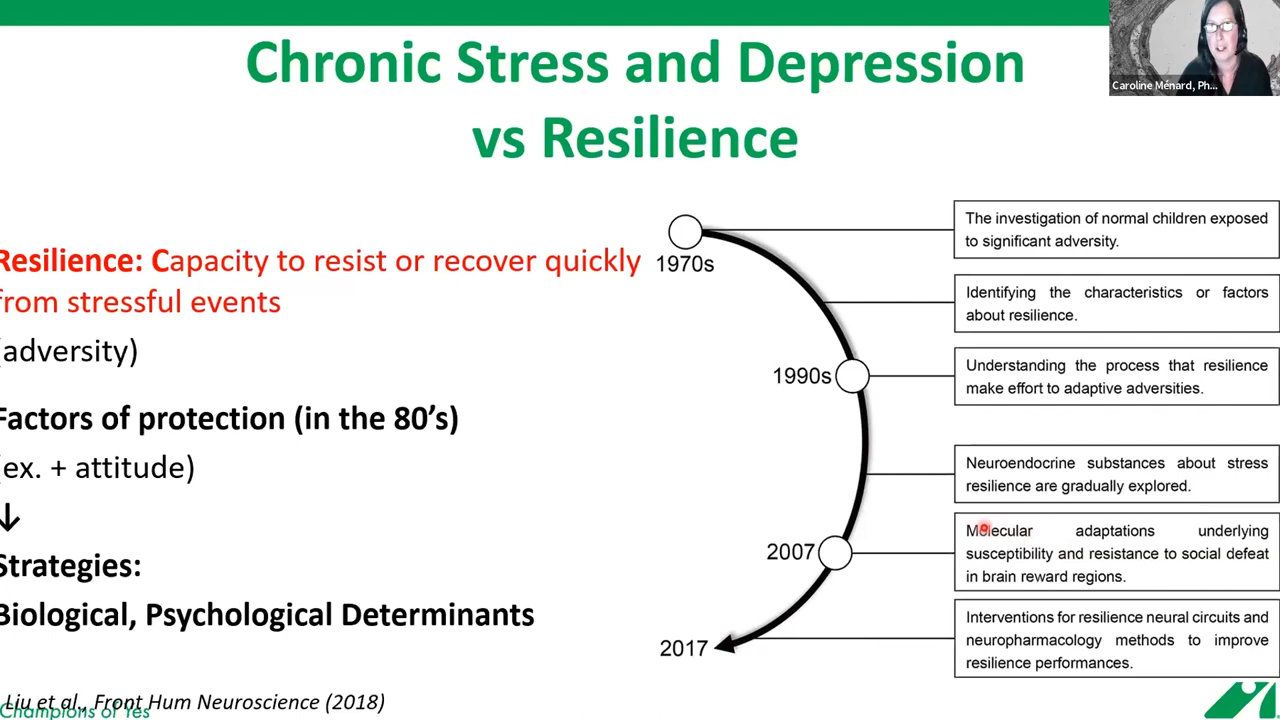 Chronic Stress and Depression
vs Resilience
Caroline Ménard, Ph...
Resilience: Capacity to resist or recover quickly
from stressful events
(adversity)
Factors of protection (in the 80’s)
(ex. + attitude)
↓
Strategies:
Biological, Psychological Determinants
1970s
The investigation of normal children exposed
to significant adversity.
Identifying the characteristics or factors
about resilience.
1990s
Understanding the process that resilience
make effort to adaptive adversities.
Neuroendocrine substances about stress
resilience are gradually explored.
2007
Molecular adaptations underlying
susceptibility and resistance to social defeat
in brain reward regions.
2017
Interventions for resilience neural circuits and
neuropharmacology methods to improve
resilience performances.
Liu et al., Front Hum Neuroscience (2018)
Champions of Yes